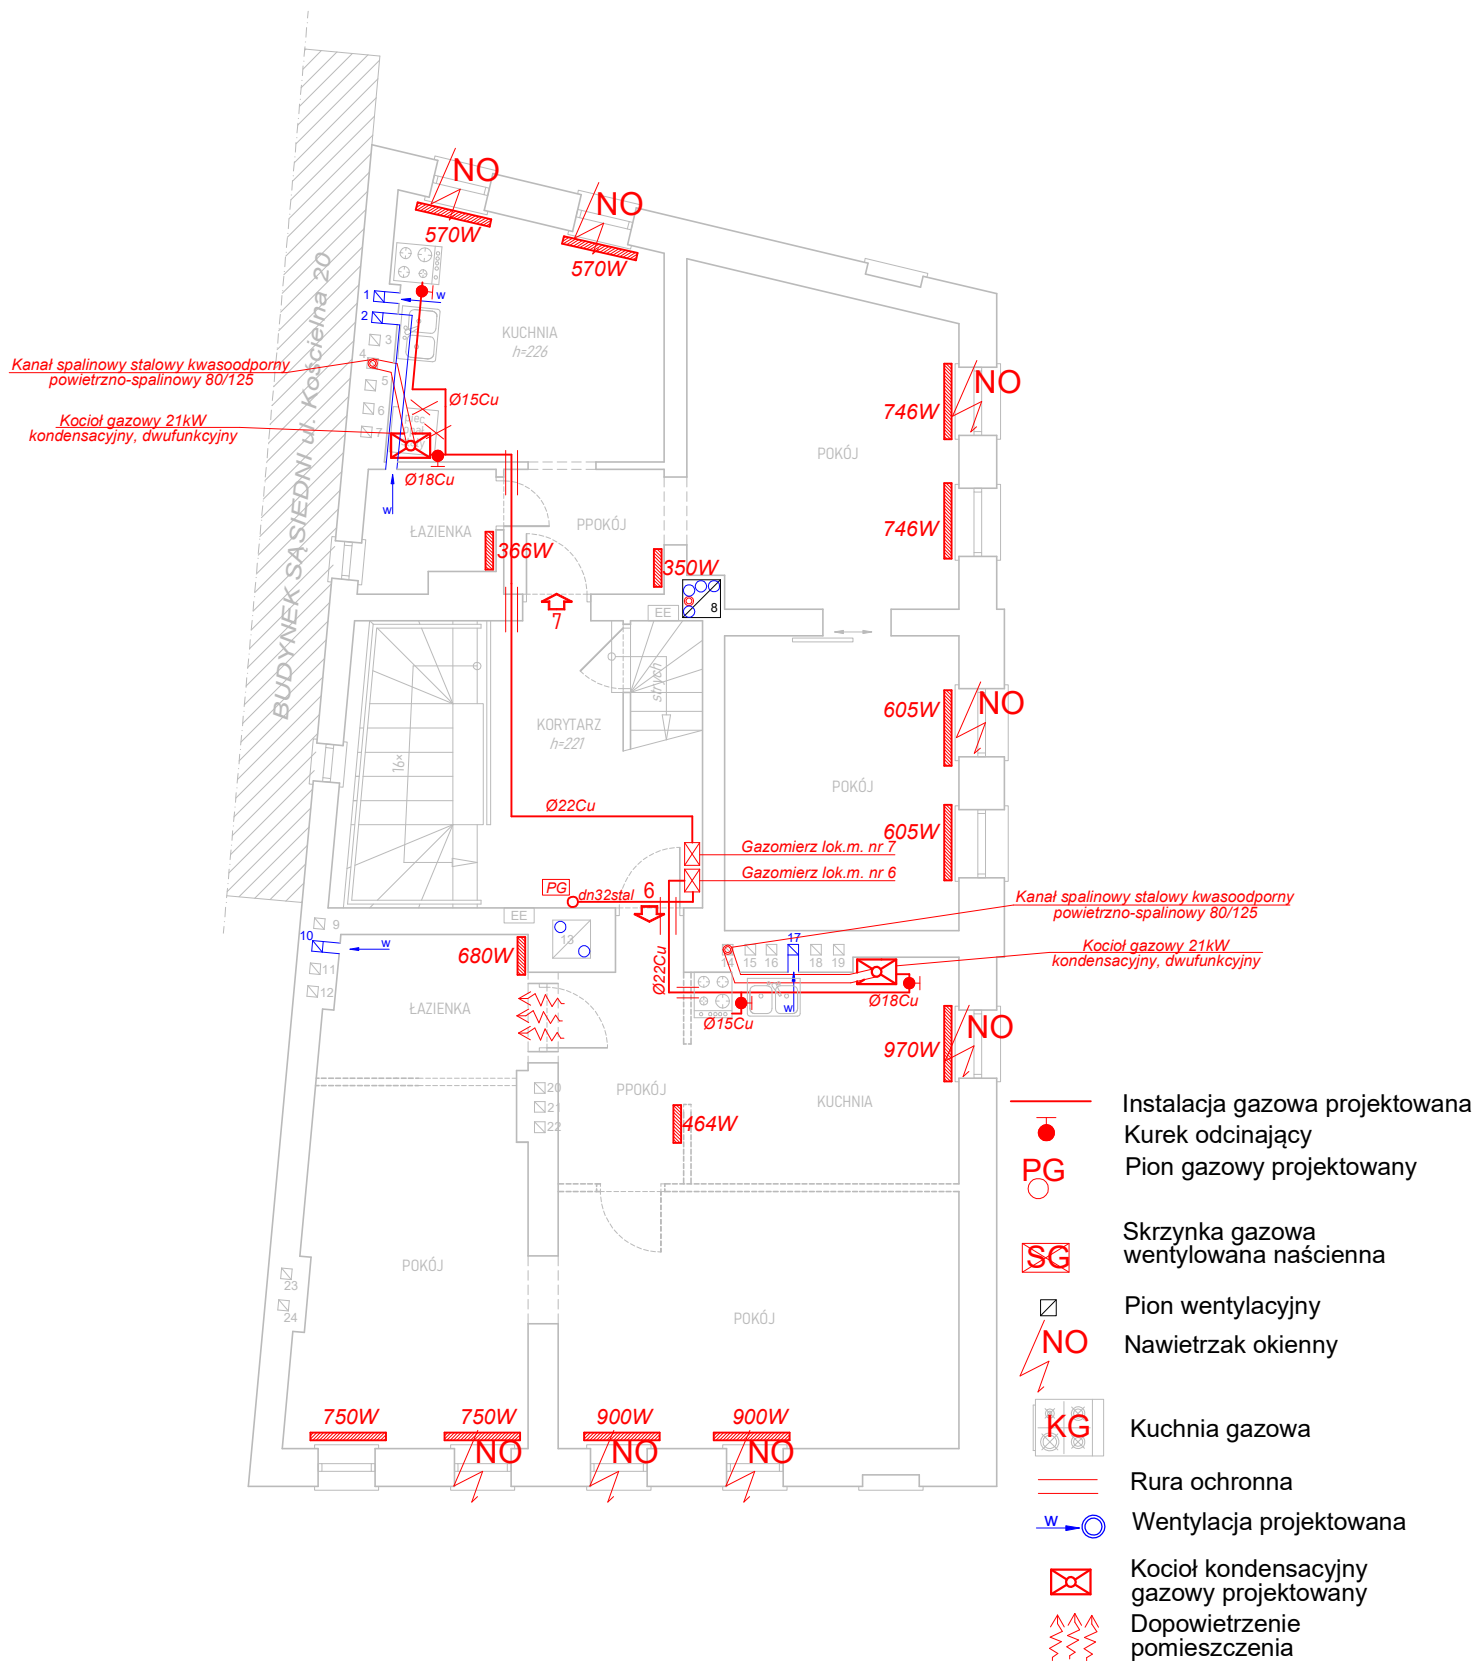 NO
570W
NO
570W
BUDYNEK SĄSIEDNI ul. Kościelna 20
1
w
2
3
4
5
6
7
KUCHNIA
h=226
Kanał spalinowy stalowy kwasoodporny
powietrzno-spalinowy 80/125
Kocioł gazowy 21kW
kondensacyjny, dwufunkcyjny
Ø15Cu
piec
Ø18Cu
w
ŁAZIENKA
366W
PPOKÓJ
350W
POKÓJ
746W
NO
746W
EE
8
7
strych
KORYTARZ
h=221
16×
Ø22Cu
605W
NO
POKÓJ
605W
Gazomierz lok.m. nr 7
Gazomierz lok.m. nr 6
PG
dn32stal
6
Kanał spalinowy stalowy kwasoodporny
powietrzno-spalinowy 80/125
Kocioł gazowy 21kW
kondensacyjny, dwufunkcyjny
9
10
w
11
12
EE
13
680W
Ø22Cu
14
15
16
17
18
19
w
Ø15Cu
Ø18Cu
ŁAZIENKA
970W
NO
20
21
22
PPOKÓJ
464W
KUCHNIA
POKÓJ
23
24
POKÓJ
750W
750W
NO
900W
NO
900W
NO
Instalacja gazowa projektowana
Kurek odcinający
PG
Pion gazowy projektowany
SG
Skrzynka gazowa
wentylowana naścienna
Pion wentylacyjny
NO
Nawietrzak okienny
KG
Kuchnia gazowa
Rura ochronna
w
Wentylacja projektowana
Kocioł kondensacyjny
gazowy projektowany
Dopowietrzenie
pomieszczenia